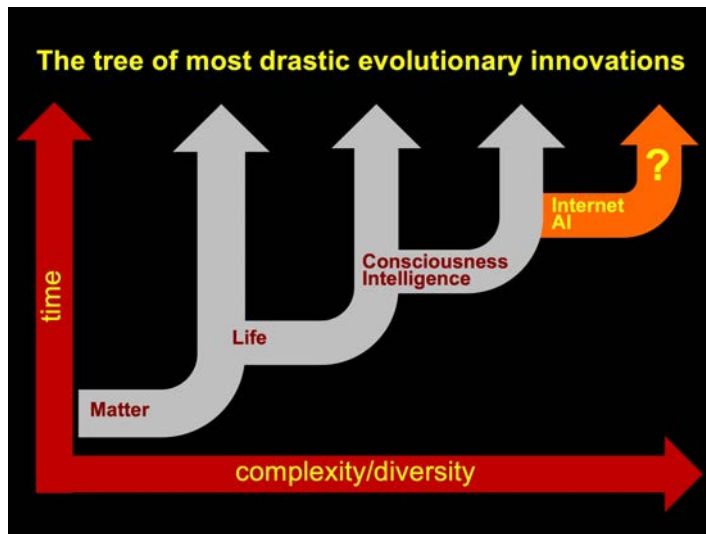 The tree of most drastic evolutionary innovations
?
Internet
AI
Consciousness
Intelligence
time
Life
Matter
complexity/diversity